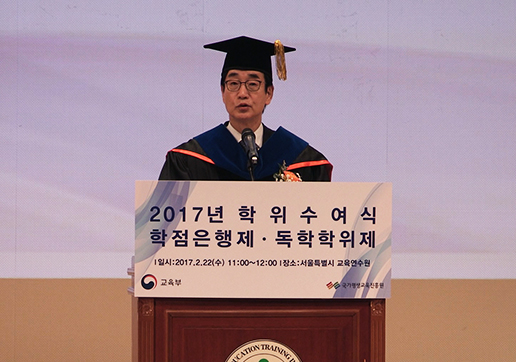 2017년 학 위 수 여 식
학점은행제 · 독학학위제
일시:2017.2.22(수) 11:00~12:00 | 장소:서울특별시 교육연수원
교육부
국가평생교육진흥원
EDUCATION TRAINING